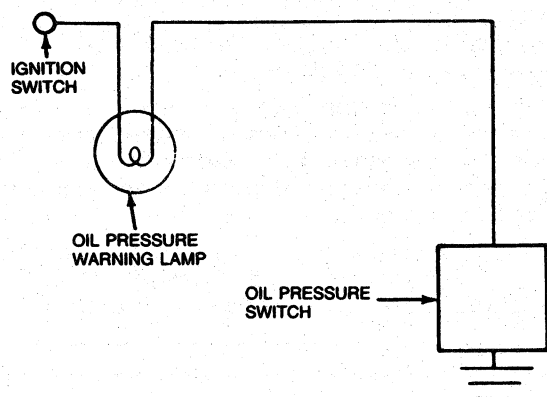 IGNITION
SWITCH
OIL PRESSURE
WARNING LAMP
OIL PRESSURE
SWITCH